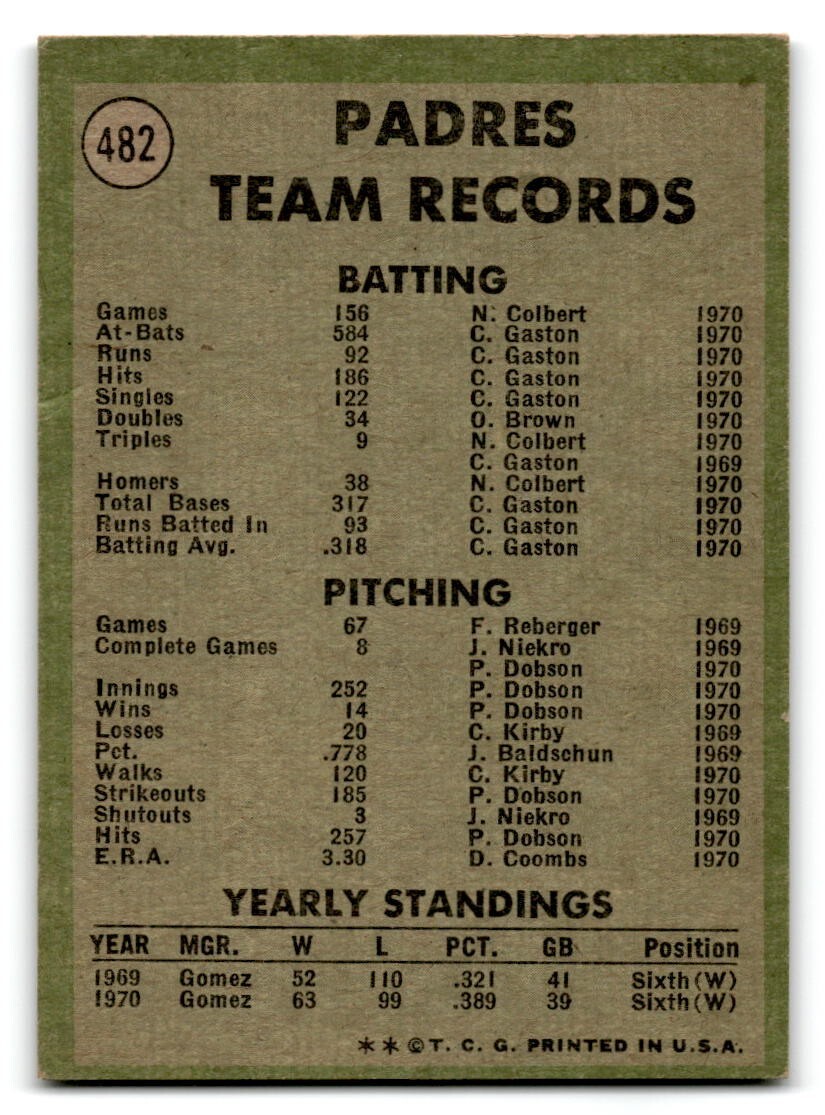 482
PADRES
TEAM RECORDS
BATTING
Games 156 N. Colbert 1970
At-Bats 584 C. Gaston 1970
Runs 92 C. Gaston 1970
Hits 186 C. Gaston 1970
Singles 122 C. Gaston 1970
Doubles 34 O. Brown 1970
Triples 9 N. Colbert 1970
C. Gaston 1969
Homers 38 N. Colbert 1970
Total Bases 317 C. Gaston 1970
Runs Batted In 93 C. Gaston 1970
Batting Avg. .318 C. Gaston 1970
PITCHING
Games 67 F. Reberger 1969
Complete Games 8 J. Niekro 1969
P. Dobson 1970
Innings 252 P. Dobson 1970
Wins 14 P. Dobson 1970
Losses 20 C. Kirby 1969
Pct. .778 J. Baldschun 1969
Walks 120 C. Kirby 1970
Strikeouts 185 P. Dobson 1970
Shutouts 3 J. Niekro 1969
Hits 257 P. Dobson 1970
E.R.A. 3.30 D. Coombs 1970
YEARLY STANDINGS
YEAR MGR. W L PCT. GB Position
1969 Gomez 52 110 .321 41 Sixth (W)
1970 Gomez 63 99 .389 39 Sixth (W)
** © T. C. G. PRINTED IN U.S.A.